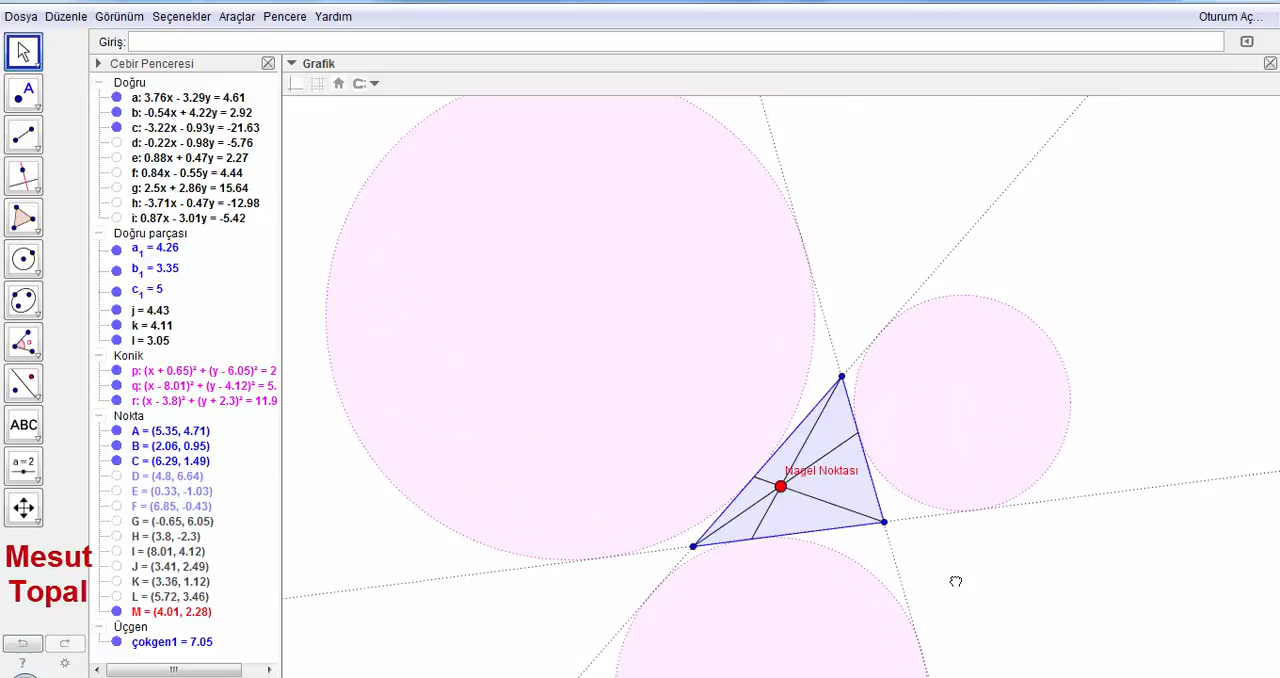 Dosya Düzenle Görünüm Seçenekler Araçlar Pencere Yardım Oturum Aç...
Giriş:
Cebir Penceresi
Grafik
Doğru
a: 3.76x - 3.29y = 4.61
b: -0.54x + 4.22y = 2.92
c: -3.22x - 0.93y = -21.63
d: -0.22x - 0.98y = -5.76
e: 0.88x + 0.47y = 2.27
f: 0.84x - 0.55y = 4.44
g: 2.5x + 2.86y = 15.64
h: -3.71x - 0.47y = -12.98
i: 0.87x - 3.01y = -5.42
Doğru parçası
a₁ = 4.26
b₁ = 3.35
c₁ = 5
j = 4.43
k = 4.11
l = 3.05
Konik
p: (x + 0.65)² + (y - 6.05)² = 2
q: (x - 8.01)² + (y - 4.12)² = 5.
r: (x - 3.8)² + (y + 2.3)² = 11.9
Nokta
A = (5.35, 4.71)
B = (2.06, 0.95)
C = (6.29, 1.49)
D = (4.8, 6.64)
E = (0.33, -1.03)
F = (6.85, -0.43)
G = (-0.65, 6.05)
H = (3.8, -2.3)
I = (8.01, 4.12)
J = (3.41, 2.49)
K = (3.36, 1.12)
L = (5.72, 3.46)
M = (4.01, 2.28)
Üçgen
çokgen1 = 7.05
A
α
ABC
a=2
Mesut
Topal
?
Nagel Noktası